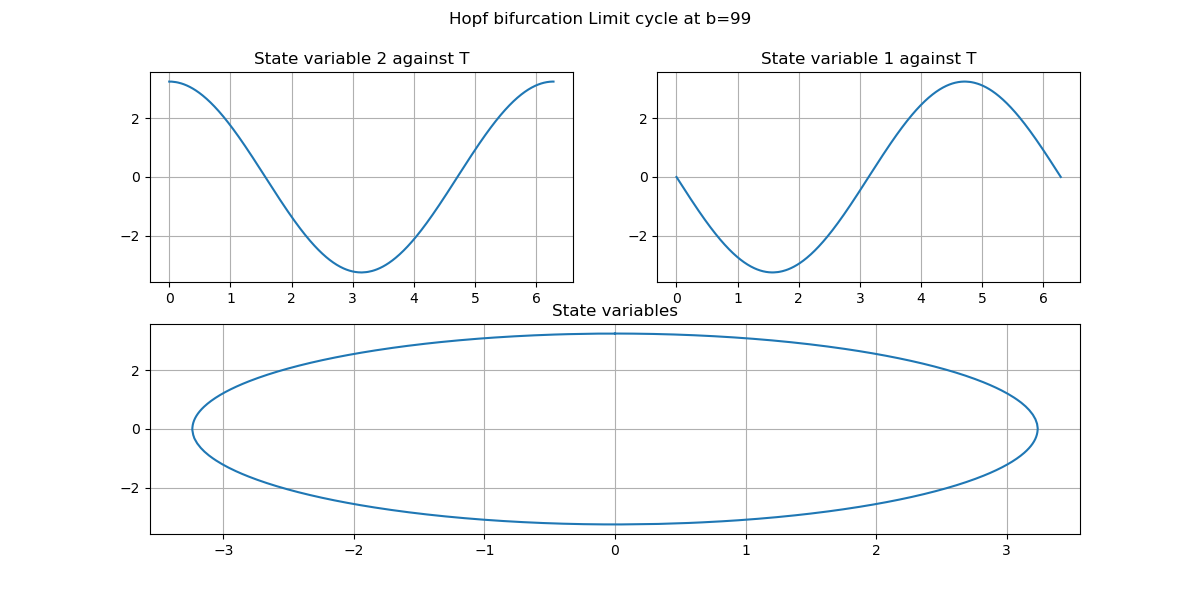 Hopf bifurcation Limit cycle at b=99
State variable 2 against T
State variable 1 against T
2
0
−2
0 1 2 3 4 5 6
2
0
−2
0 1 2 3 4 5 6
State variables
2
0
−2
−3 −2 −1 0 1 2 3